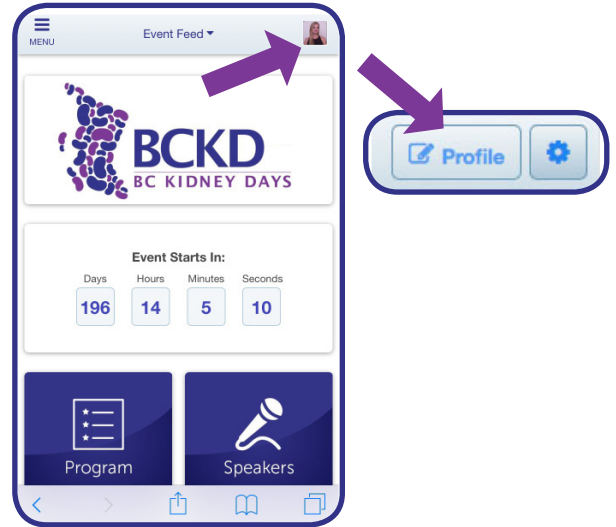 MENU
Event Feed
BCKD
BC KIDNEY DAYS
Profile
Event Starts In:
Days Hours Minutes Seconds
196 14 5 10
Program Speakers